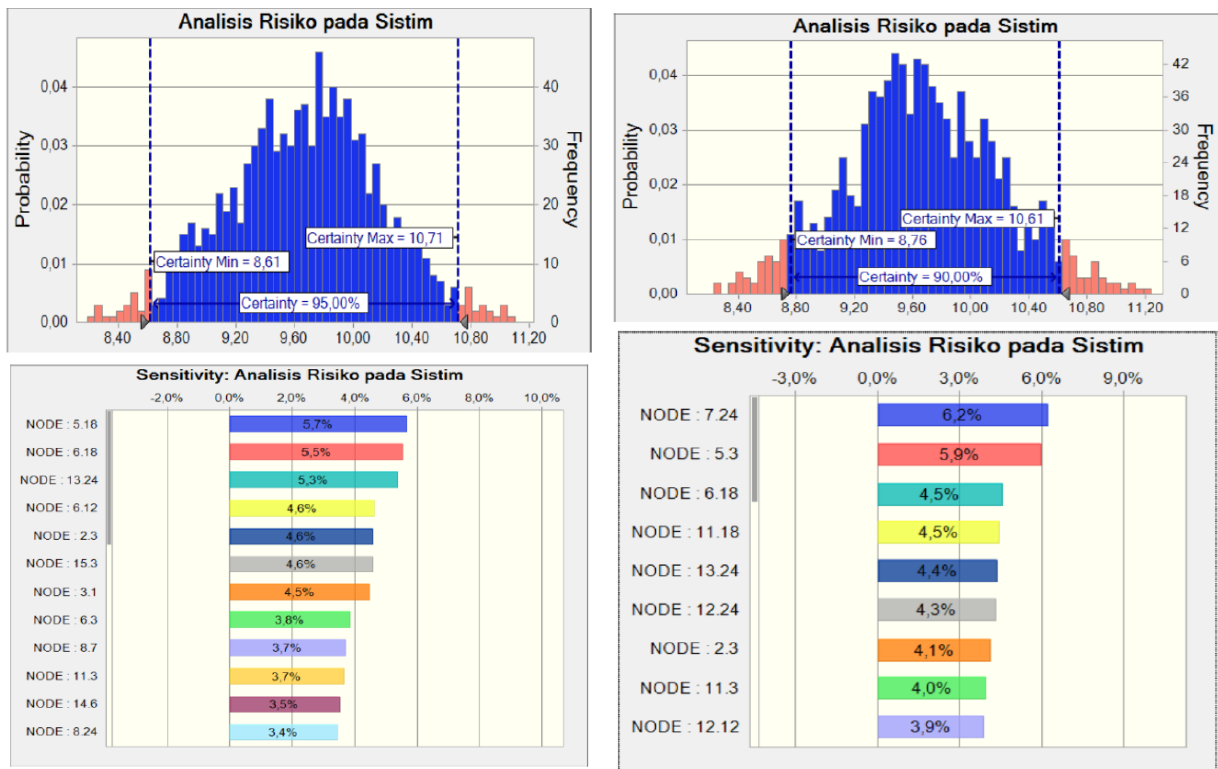 Analisis Risiko pada Sistim
Probability
0,04
0,03
0,02
0,01
0,00
40
30
20
10
0
Frequency
Certainty Max = 10,71
Certainty Min = 8,61
Certainty = 95,00%
8,40 8,80 9,20 9,60 10,00 10,40 10,80 11,20
Analisis Risiko pada Sistim
Probability
0,04
0,03
0,02
0,01
0,00
42
36
30
24
18
12
6
0
Frequency
Certainty Max = 10,61
Certainty Min = 8,76
Certainty = 90,00%
8,40 8,80 9,20 9,60 10,00 10,40 10,80 11,20
Sensitivity: Analisis Risiko pada Sistim
-2,0% 0,0% 2,0% 4,0% 6,0% 8,0% 10,0%
NODE : 5.18 5,7%
NODE : 6.18 5,5%
NODE : 13.24 5,3%
NODE : 6.12 4,6%
NODE : 2.3 4,6%
NODE : 15.3 4,6%
NODE : 3.1 4,5%
NODE : 6.3 3,8%
NODE : 8.7 3,7%
NODE : 11.3 3,7%
NODE : 14.6 3,5%
NODE : 8.24 3,4%
Sensitivity: Analisis Risiko pada Sistim
-3,0% 0,0% 3,0% 6,0% 9,0%
NODE : 7.24 6,2%
NODE : 5.3 5,9%
NODE : 6.18 4,5%
NODE : 11.18 4,5%
NODE : 13.24 4,4%
NODE : 12.24 4,3%
NODE : 2.3 4,1%
NODE : 11.3 4,0%
NODE : 12.12 3,9%